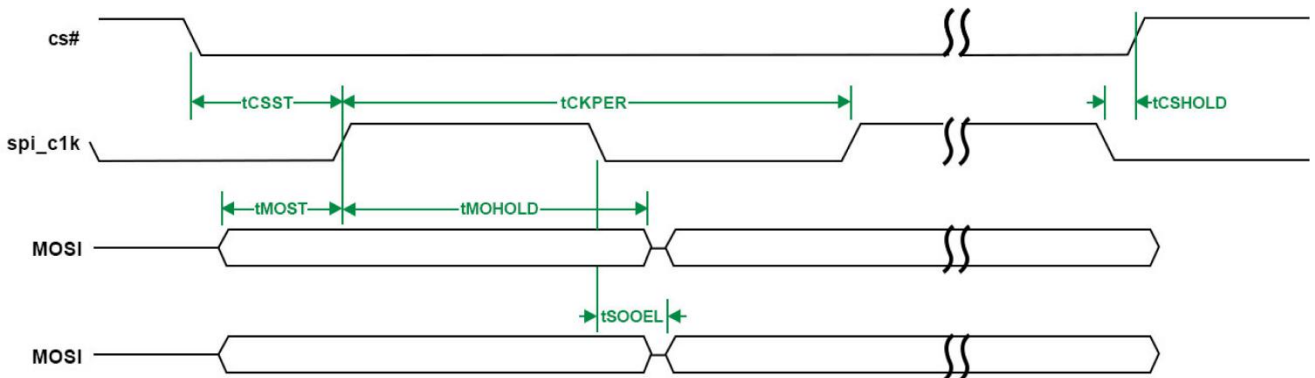 cs#
tCSST tCKPER tCSHOLD
spi_c1k
tMOST tMOHOLD
MOSI
tSOOEL
MOSI